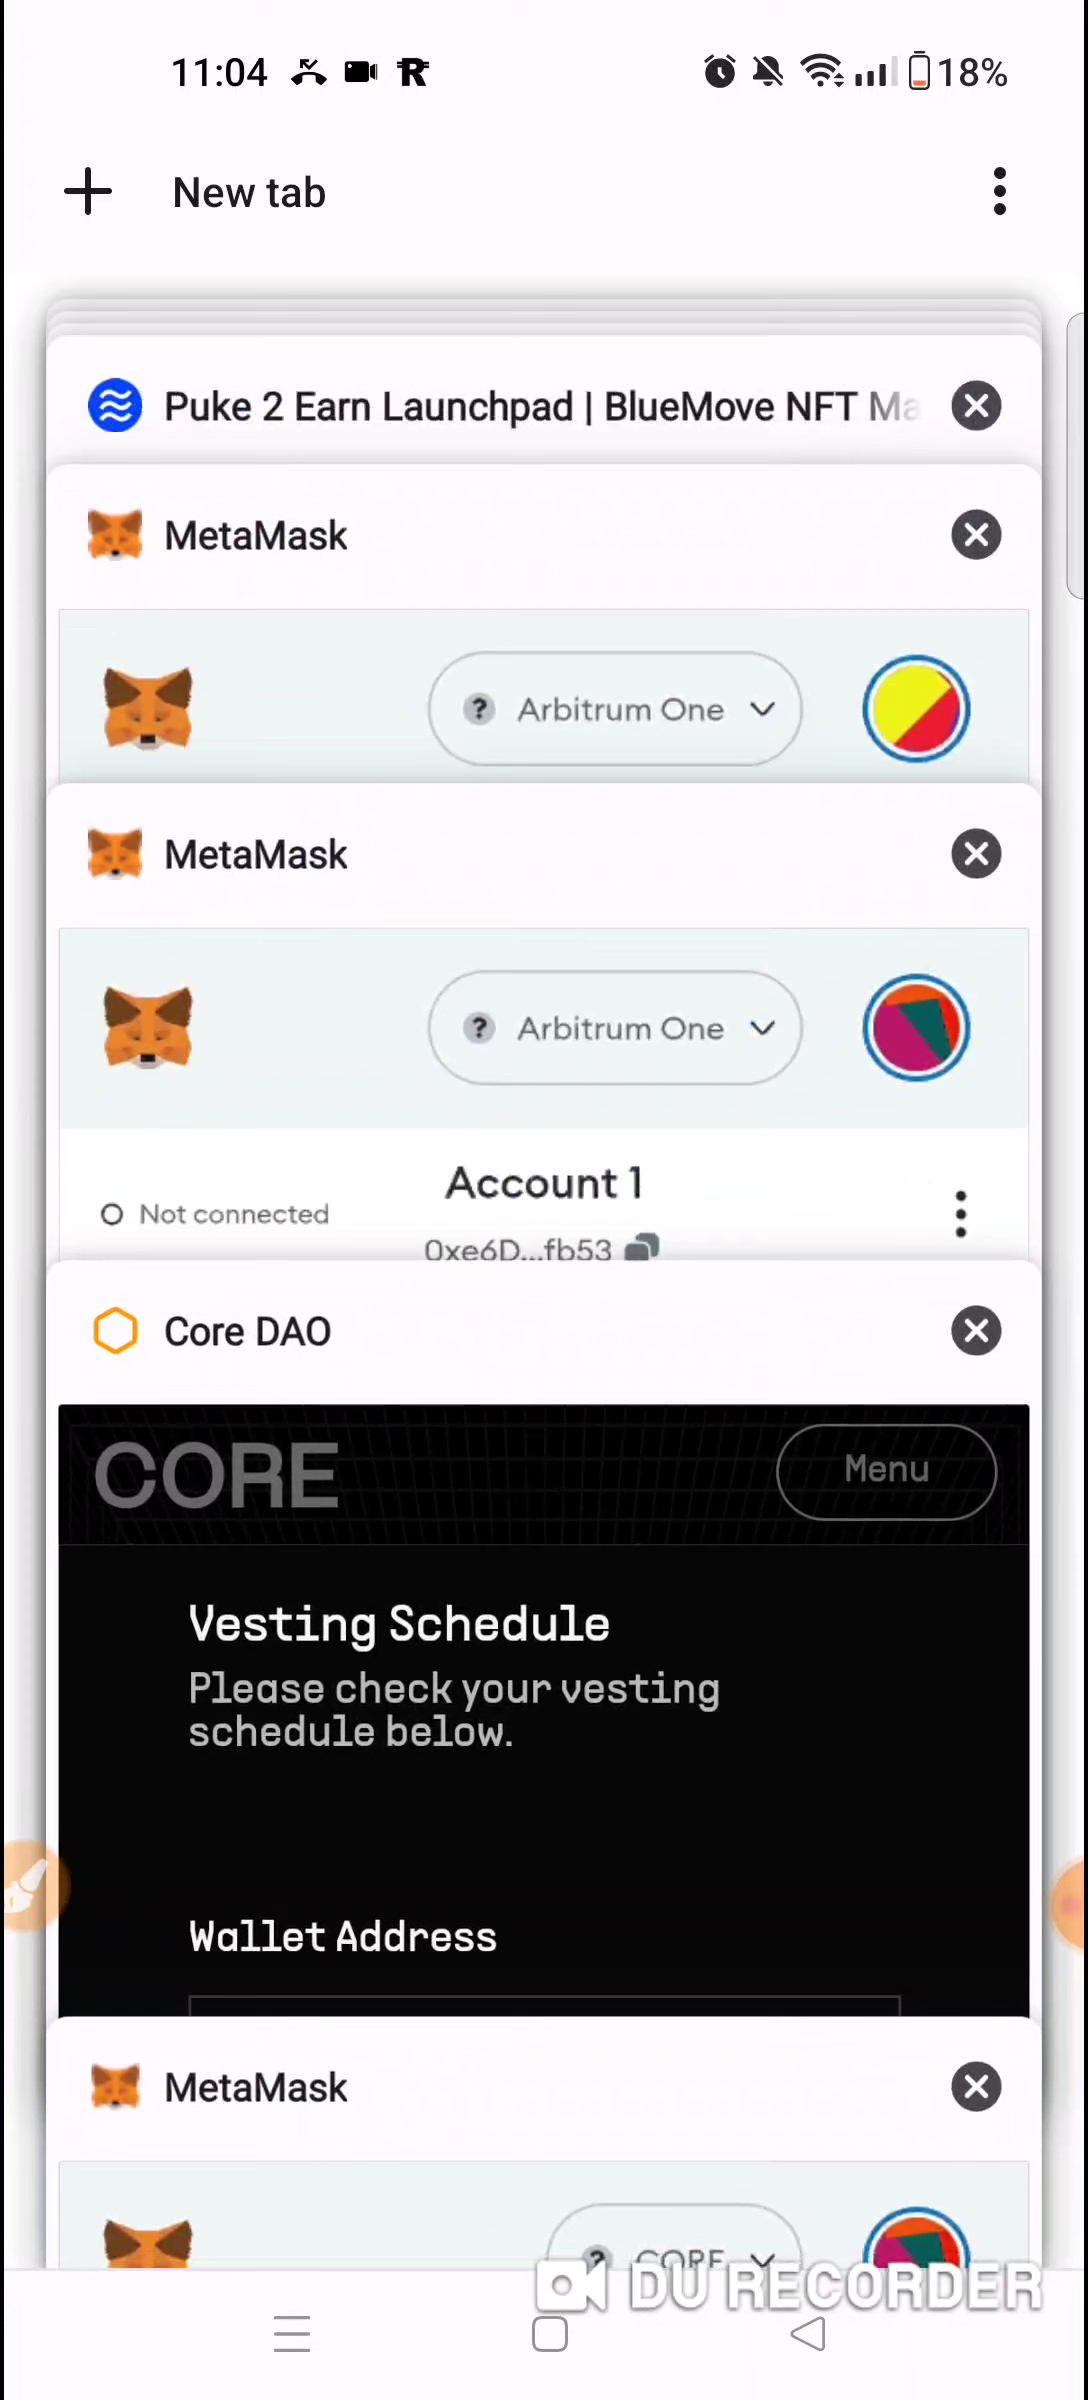 11:04
18%
New tab
Puke 2 Earn Launchpad | BlueMove NFT Ma
MetaMask
? Arbitrum One
MetaMask
? Arbitrum One
Account 1
Not connected
0xe6D...fb53
Core DAO
CORE
Menu
Vesting Schedule
Please check your vesting
schedule below.
Wallet Address
MetaMask
? CORE
DU RECORDER